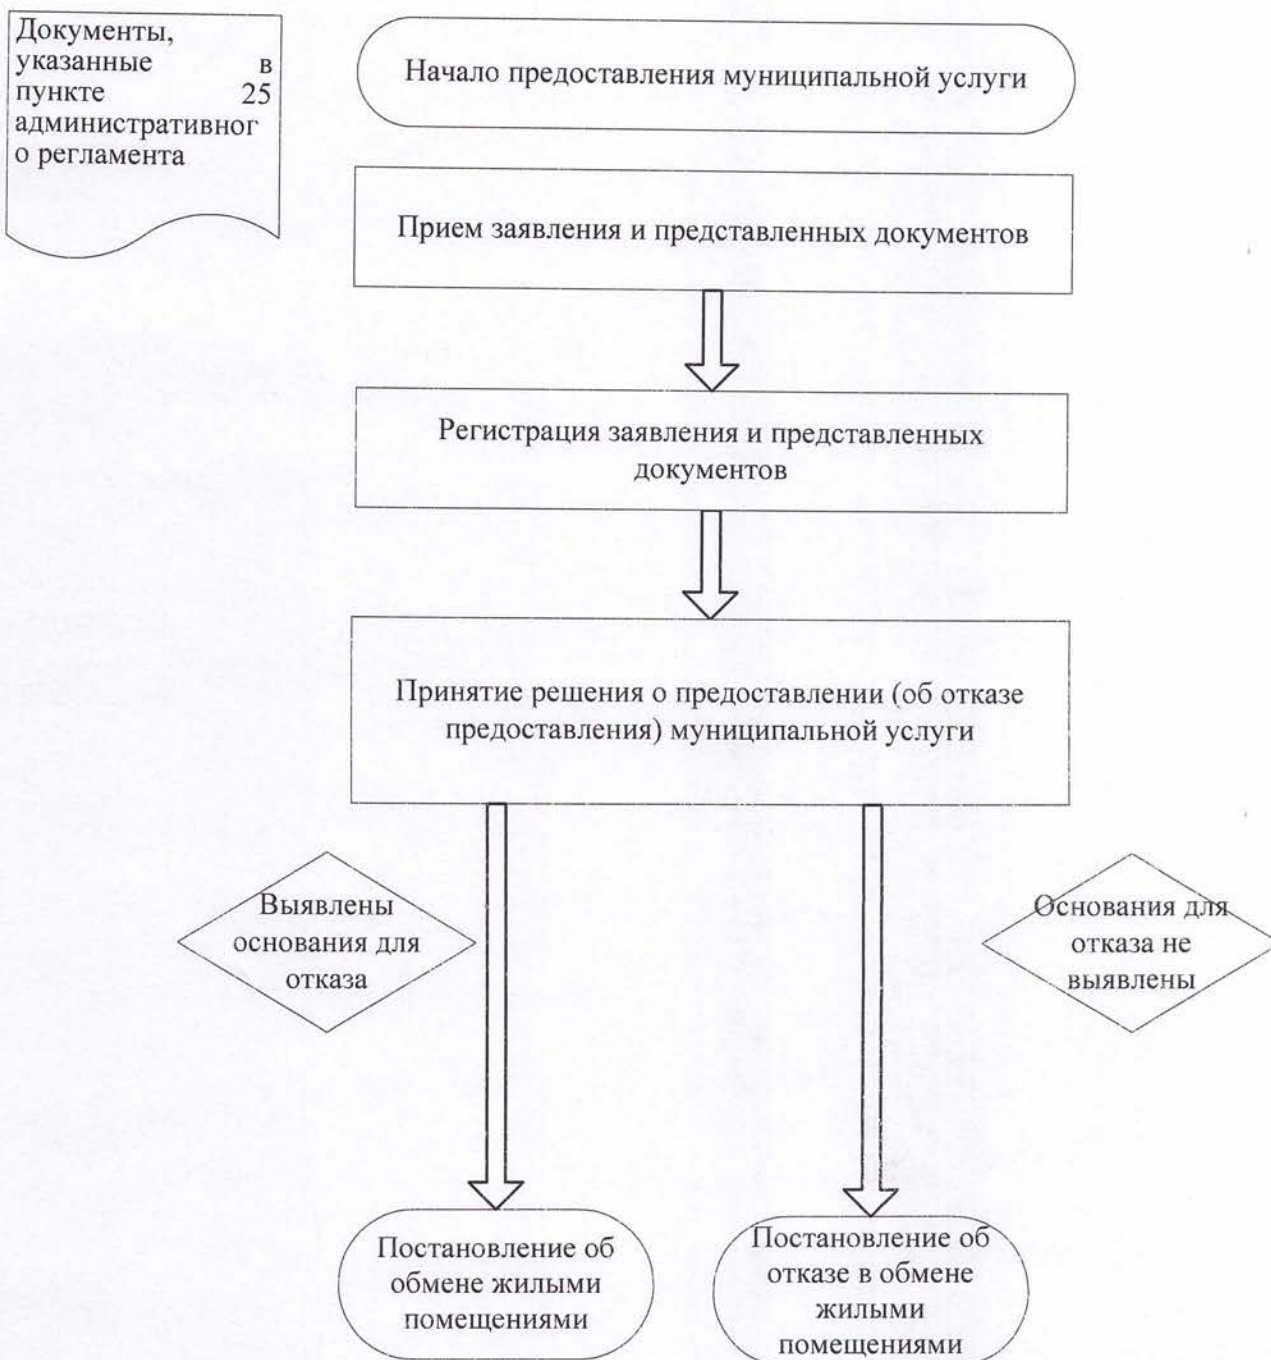 Документы,
указанные в
пункте 25
административног
о регламента
Начало предоставления муниципальной услуги
Прием заявления и представленных документов
Регистрация заявления и представленных
документов
Принятие решения о предоставлении (об отказе
предоставления) муниципальной услуги
Выявлены
основания для
отказа
Основания для
отказа не
выявлены
Постановление об
обмене жилыми
помещениями
Постановление об
отказе в обмене
жилыми
помещениями